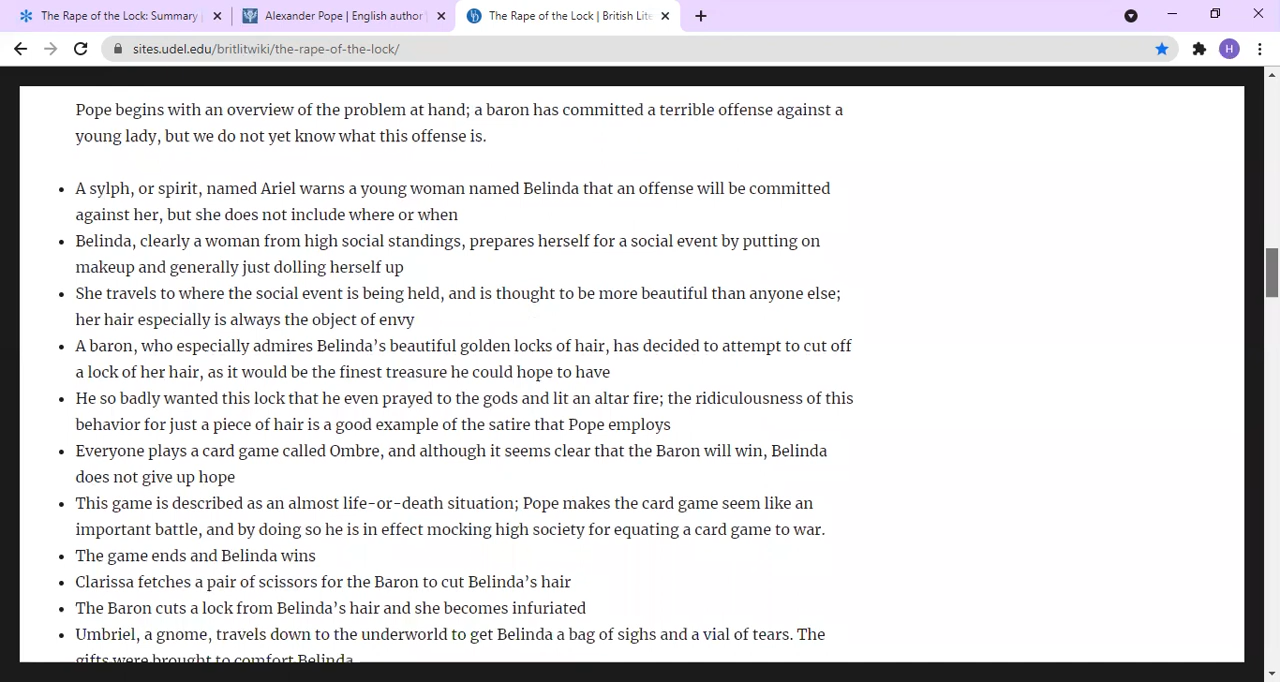 The Rape of the Lock: Summary
Alexander Pope | English author
The Rape of the Lock | British Lite
sites.udel.edu/britlitwiki/the-rape-of-the-lock/
H
Pope begins with an overview of the problem at hand; a baron has committed a terrible offense against a
young lady, but we do not yet know what this offense is.
• A sylph, or spirit, named Ariel warns a young woman named Belinda that an offense will be committed
against her, but she does not include where or when
• Belinda, clearly a woman from high social standings, prepares herself for a social event by putting on
makeup and generally just dolling herself up
• She travels to where the social event is being held, and is thought to be more beautiful than anyone else;
her hair especially is always the object of envy
• A baron, who especially admires Belinda’s beautiful golden locks of hair, has decided to attempt to cut off
a lock of her hair, as it would be the finest treasure he could hope to have
• He so badly wanted this lock that he even prayed to the gods and lit an altar fire; the ridiculousness of this
behavior for just a piece of hair is a good example of the satire that Pope employs
• Everyone plays a card game called Ombre, and although it seems clear that the Baron will win, Belinda
does not give up hope
• This game is described as an almost life-or-death situation; Pope makes the card game seem like an
important battle, and by doing so he is in effect mocking high society for equating a card game to war.
• The game ends and Belinda wins
• Clarissa fetches a pair of scissors for the Baron to cut Belinda’s hair
• The Baron cuts a lock from Belinda’s hair and she becomes infuriated
• Umbriel, a gnome, travels down to the underworld to get Belinda a bag of sighs and a vial of tears. The
gifts were brought to comfort Belinda.